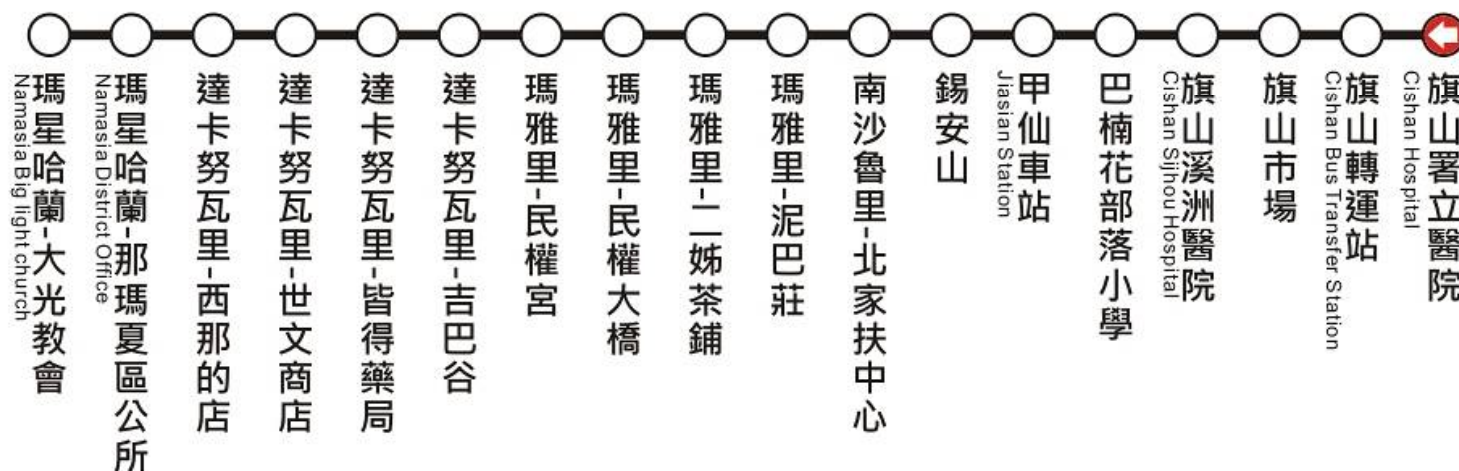 瑪星哈蘭-大光教會
Namasia Big light church
瑪星哈蘭-那瑪夏區公所
Namasia District Office
達卡努瓦里-西那的店
達卡努瓦里-世文商店
達卡努瓦里-皆得藥局
達卡努瓦里-吉巴谷
瑪雅里-民權宮
瑪雅里-民權大橋
瑪雅里-二姊茶鋪
瑪雅里-泥巴莊
南沙魯里-北家扶中心
錫安山
甲仙車站
Jiasian Station
巴楠花部落小學
旗山溪洲醫院
Cishan Sijhou Hospital
旗山市場
旗山轉運站
Cishan Bus Transfer Station
旗山署立醫院
Cishan Hospital